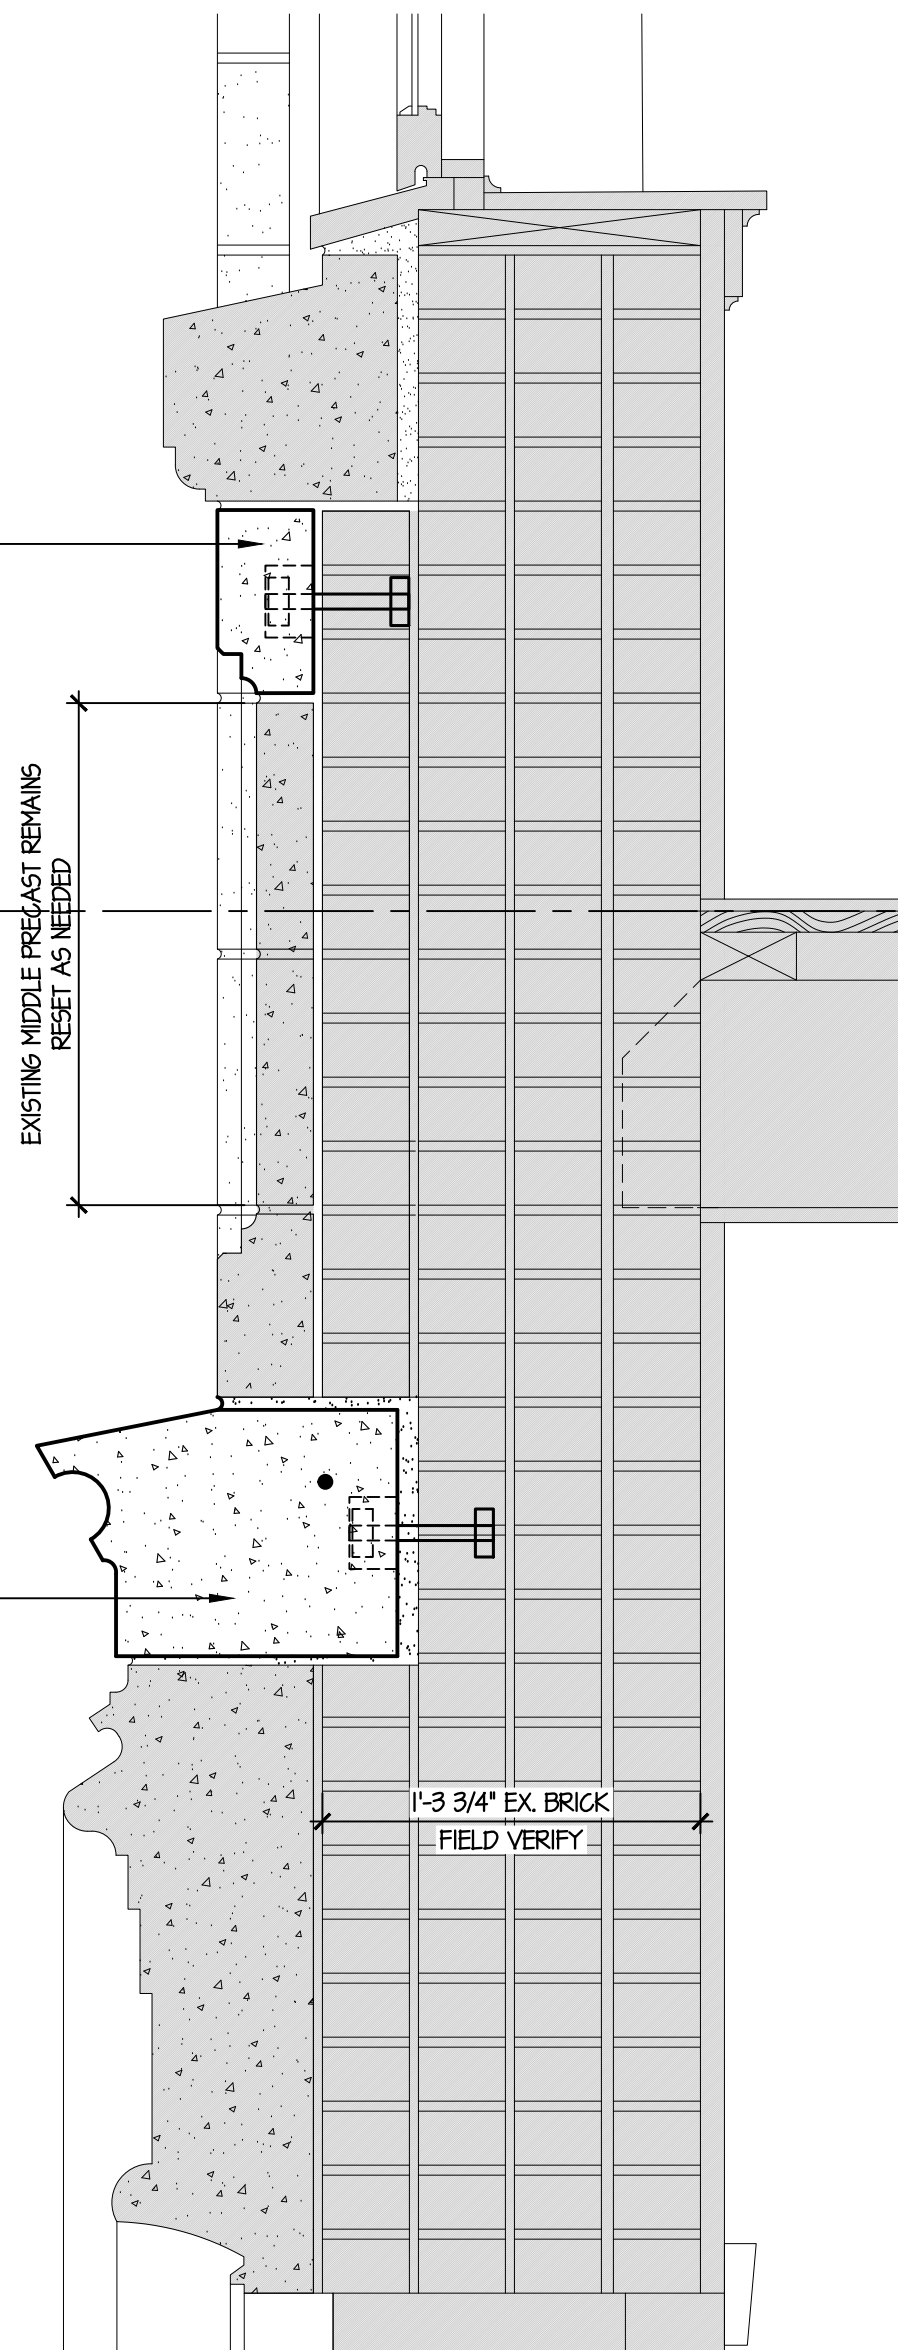 EXISTING MIDDLE PRECAST REMAINS
RESET AS NEEDED
1'-3 3/4" EX. BRICK
FIELD VERIFY